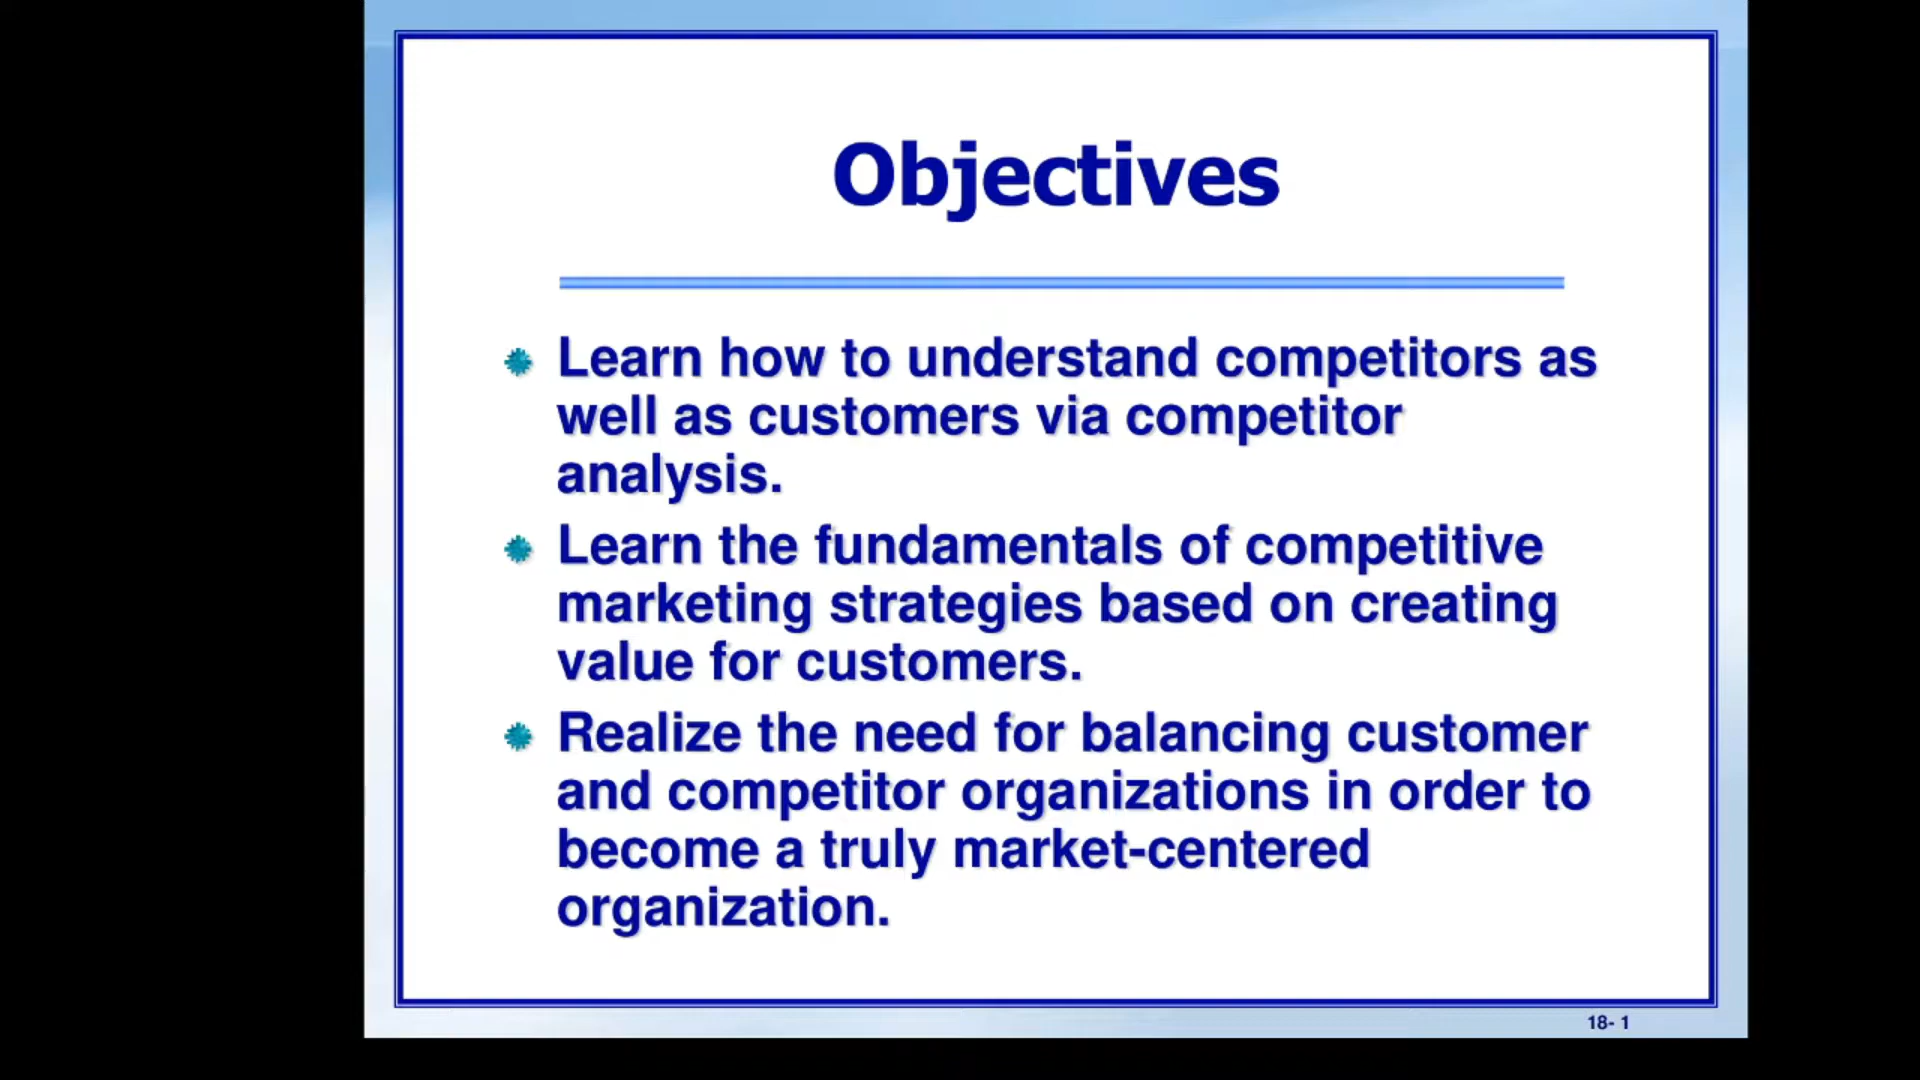 Objectives
Learn how to understand competitors as
well as customers via competitor
analysis.
Learn the fundamentals of competitive
marketing strategies based on creating
value for customers.
Realize the need for balancing customer
and competitor organizations in order to
become a truly market-centered
organization.
18- 1